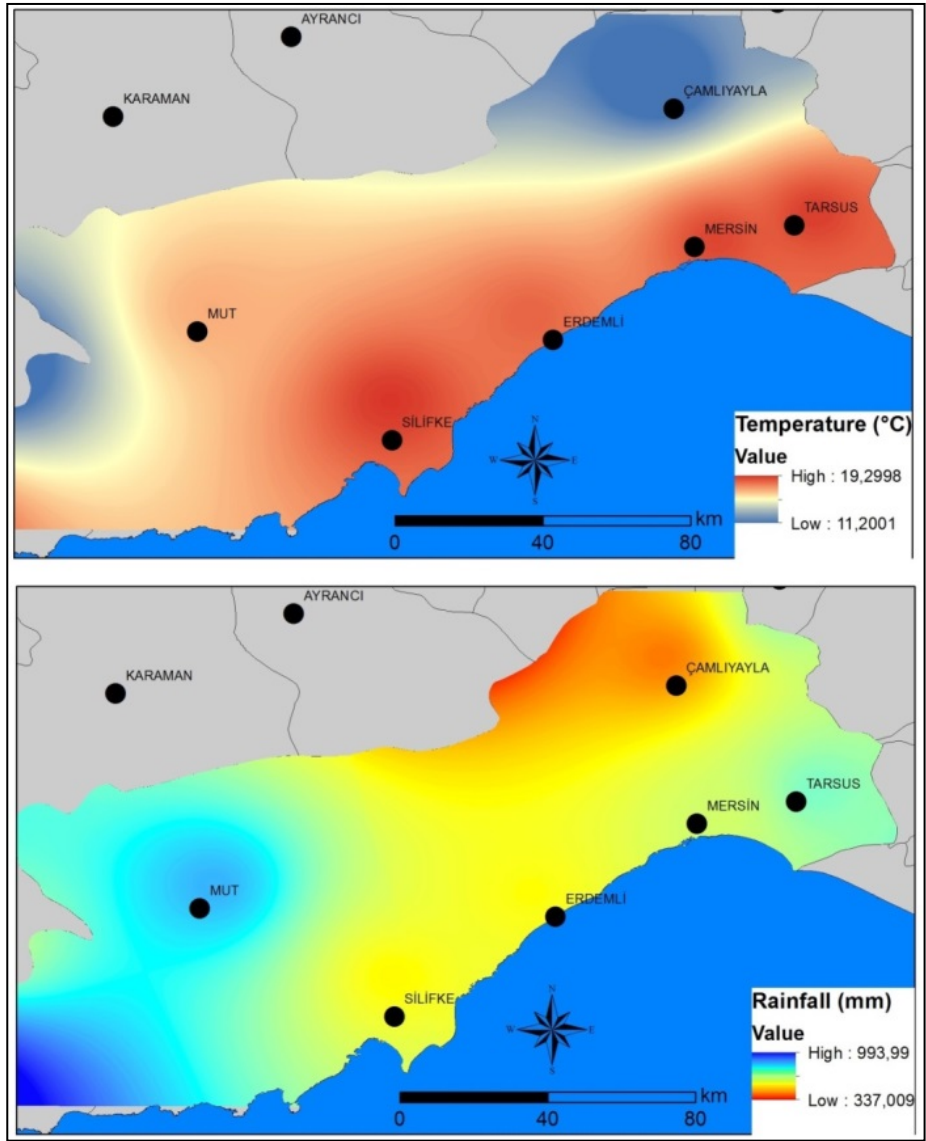 AYRANCI
KARAMAN
ÇAMLIYAYLA
TARSUS
MERSİN
MUT
ERDEMLİ
SİLİFKE
N
W E
S
Temperature (°C)
Value
High : 19,2998
Low : 11,2001
km
0 40 80
AYRANCI
KARAMAN
ÇAMLIYAYLA
TARSUS
MERSİN
MUT
ERDEMLİ
SİLİFKE
N
W E
S
Rainfall (mm)
Value
High : 993,99
Low : 337,009
km
0 40 80